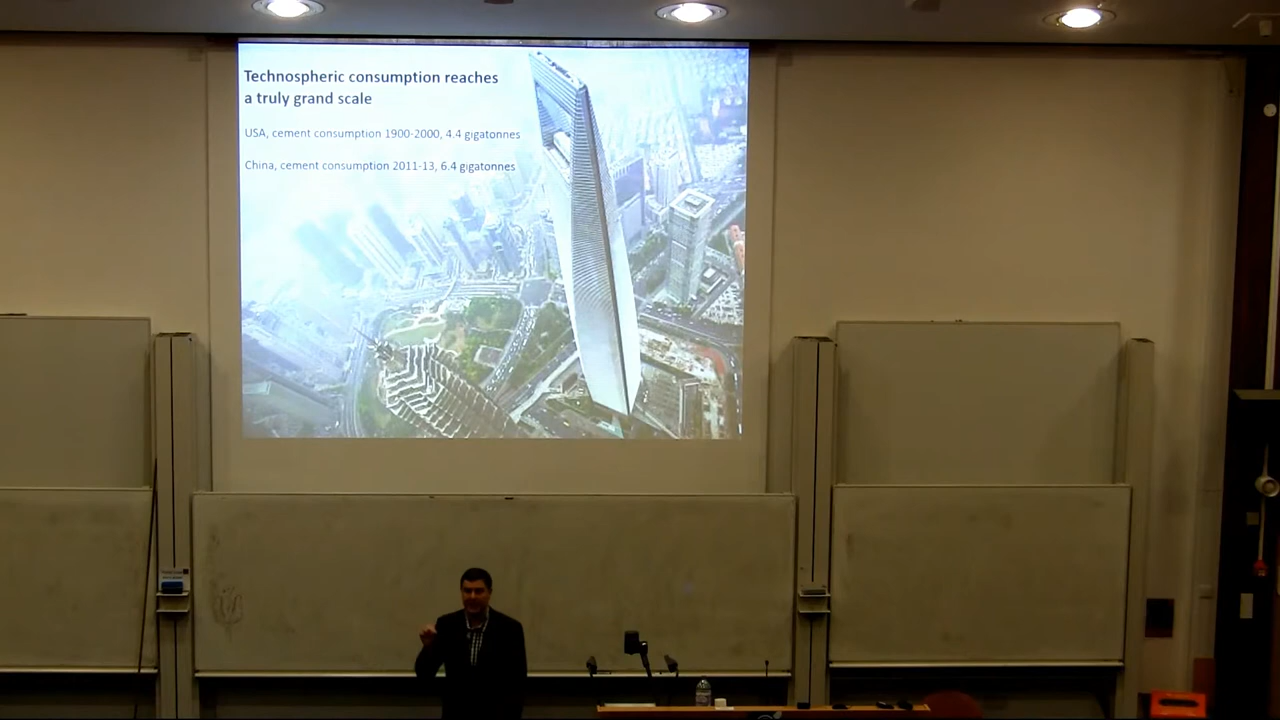 Technospheric consumption reaches
a truly grand scale
USA, cement consumption 1900-2000, 4.4 gigatonnes
China, cement consumption 2011-13, 6.4 gigatonnes